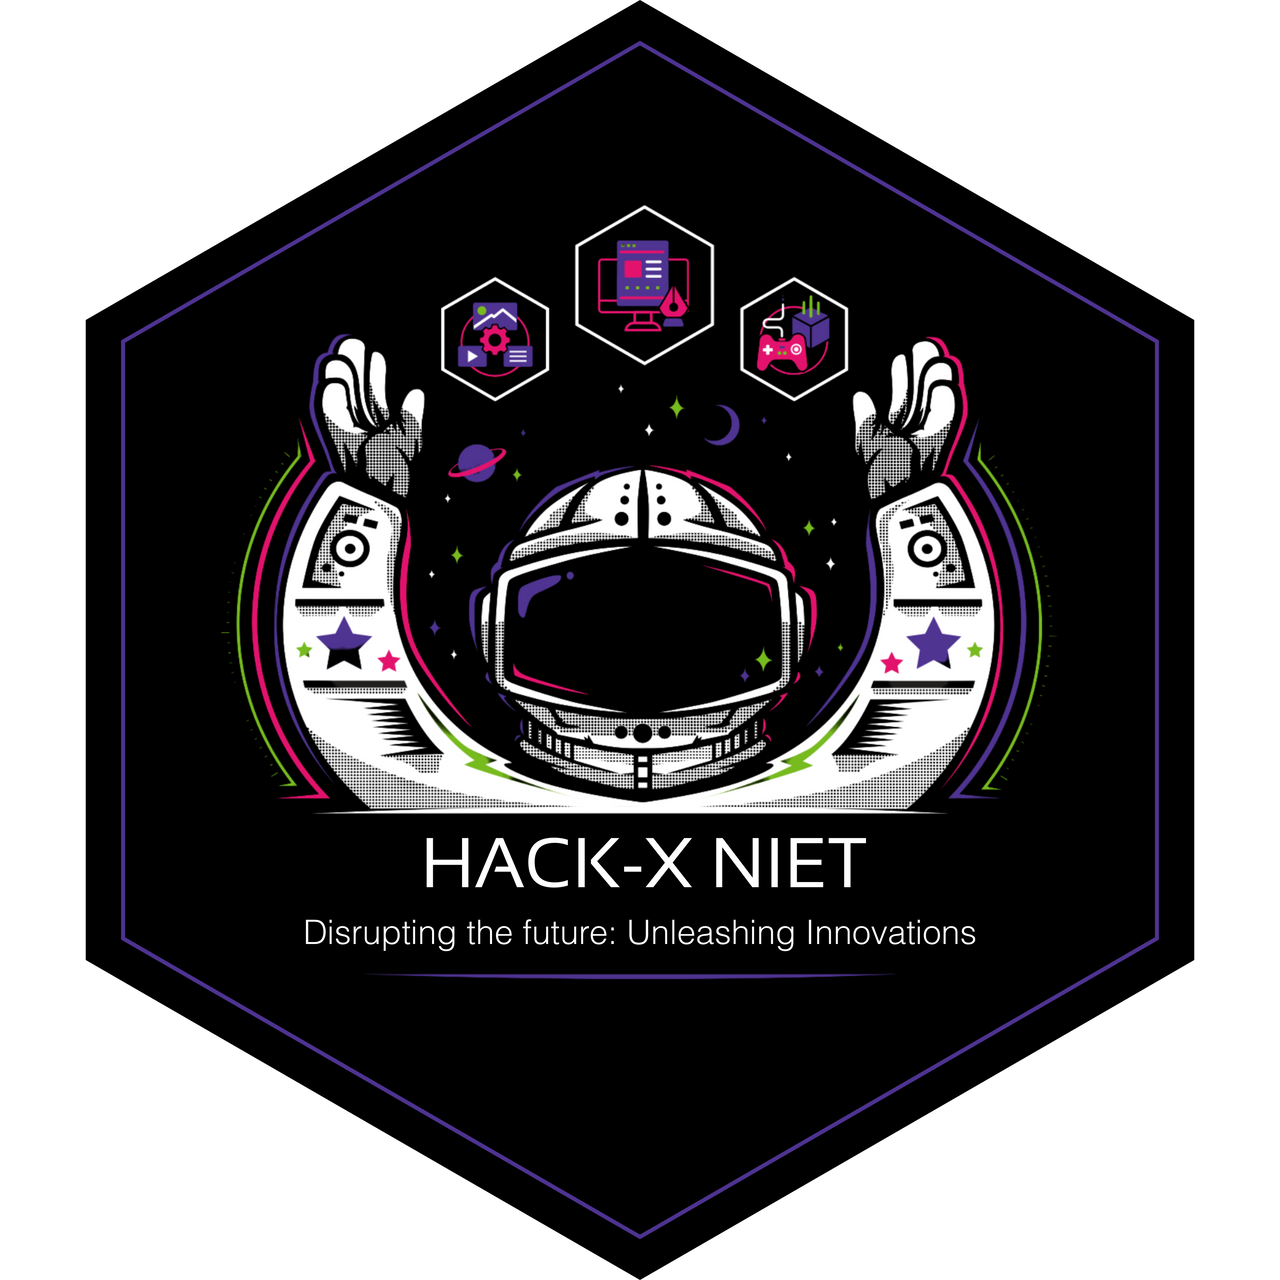 HACK-X NIET
Disrupting the future: Unleashing Innovations